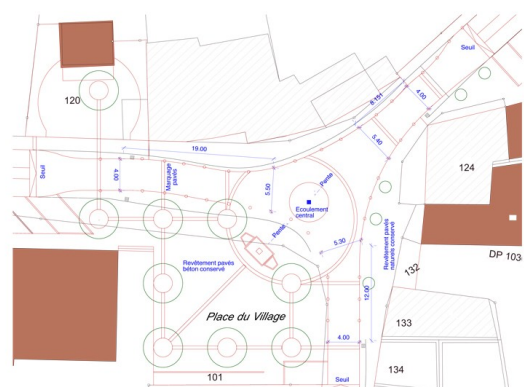 Seuil
120
8.151
4.00
19.00
5.40
Seuil
4.00
Marquage
pavés
5.50
Pente
124
Ecoulement
central
Pente
5.30
DP 103
Revêtement pavés
béton conservé
Revêtement pavés
naturels conservé
132
12.00
Place du Village
133
4.00
101
Seuil
134